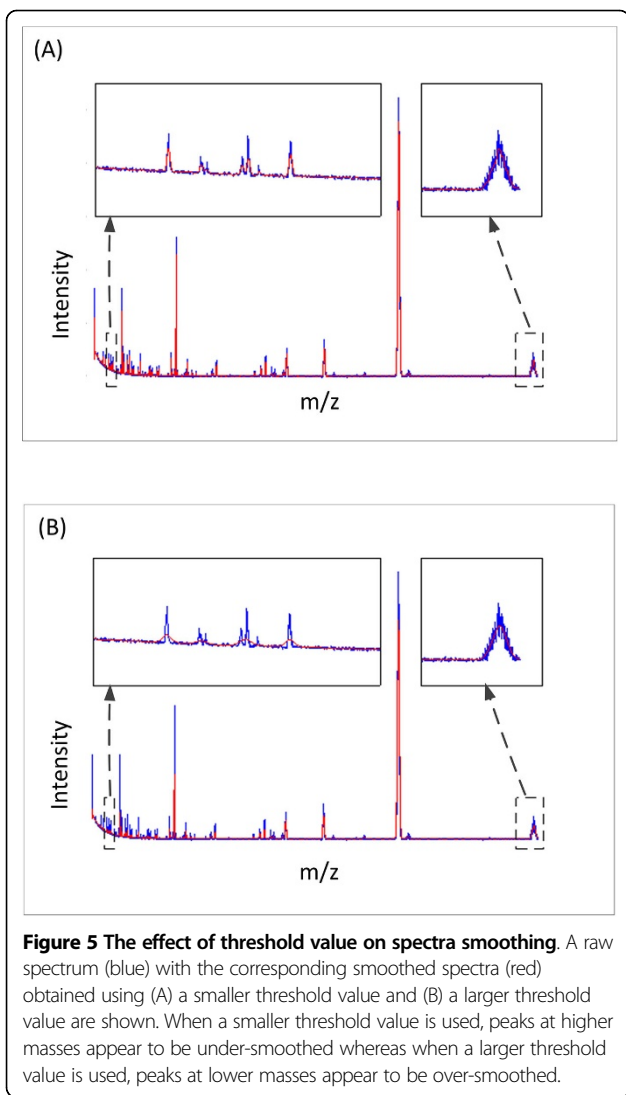 (A)
Intensity
m/z
(B)
Intensity
m/z
Figure 5 The effect of threshold value on spectra smoothing. A raw
spectrum (blue) with the corresponding smoothed spectra (red)
obtained using (A) a smaller threshold value and (B) a larger threshold
value are shown. When a smaller threshold value is used, peaks at higher
masses appear to be under-smoothed whereas when a larger threshold
value is used, peaks at lower masses appear to be over-smoothed.